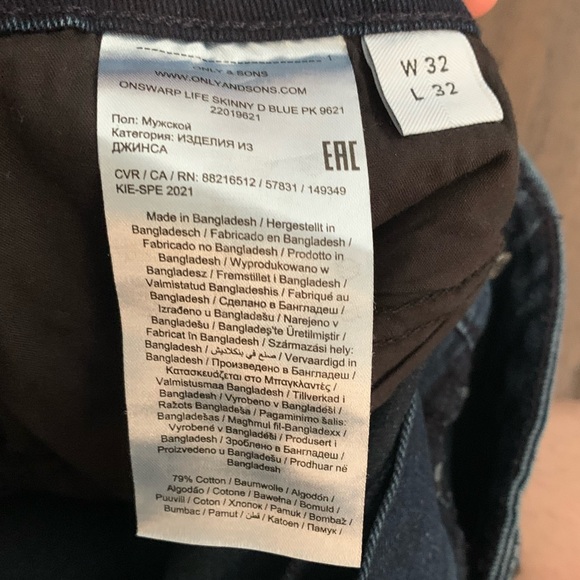 ONLY & SONS
WWW.ONLYANDSONS.COM
ONSWARP LIFE SKINNY D BLUE PK 9621
22019621
Пол: Мужской
Категория: ИЗДЕЛИЯ ИЗ
ДЖИНСА
EAC
CVR / CA / RN: 88216512 / 57831 / 149349
KIE-SPE 2021
Made in Bangladesh / Hergestellt in
Bangladesch / Fabricado en Bangladesh /
Fabricado no Bangladesh / Prodotto in
Bangladesh / Wyprodukowano w
Bangladesz / Fremstillet i Bangladesh /
Valmistatud Bangladeshis / Fabriqué au
Bangladesh / Сделано в Бангладеш /
Izrađeno u Bangladešu / Narejeno v
Bangladešu / Bangladeş'te Üretilmiştir /
Fabricat în Bangladesh / Származási hely:
Bangladesh / صنع في بنكلاديش / Vervaardigd in
Bangladesh / Произведено в Бангладеш /
Κατασκευάζεται στο Μπαγκλαντές /
Valmistusmaa Bangladesh / Tillverkad i
Bangladesh / Vyrobeno v Bangladéši /
Ražots Bangladeša / Pagaminimo šalis:
Bangladešas / Maghmul fil-Bangladexx /
Vyrobené v Bangladéši / Produsert i
Bangladesh / Зроблено в Бангладеш /
Proizvedeno u Bangladešu / Prodhuar në
Bangladesh
79% Cotton / Baumwolle / Algodón /
Algodão / Cotone / Bawełna / Bomuld /
Puuvill / Coton / Хлопок / Pamuk / Bombaž /
Bumbac / Pamut / قطن / Katoen / Памук /
W 32
L 32